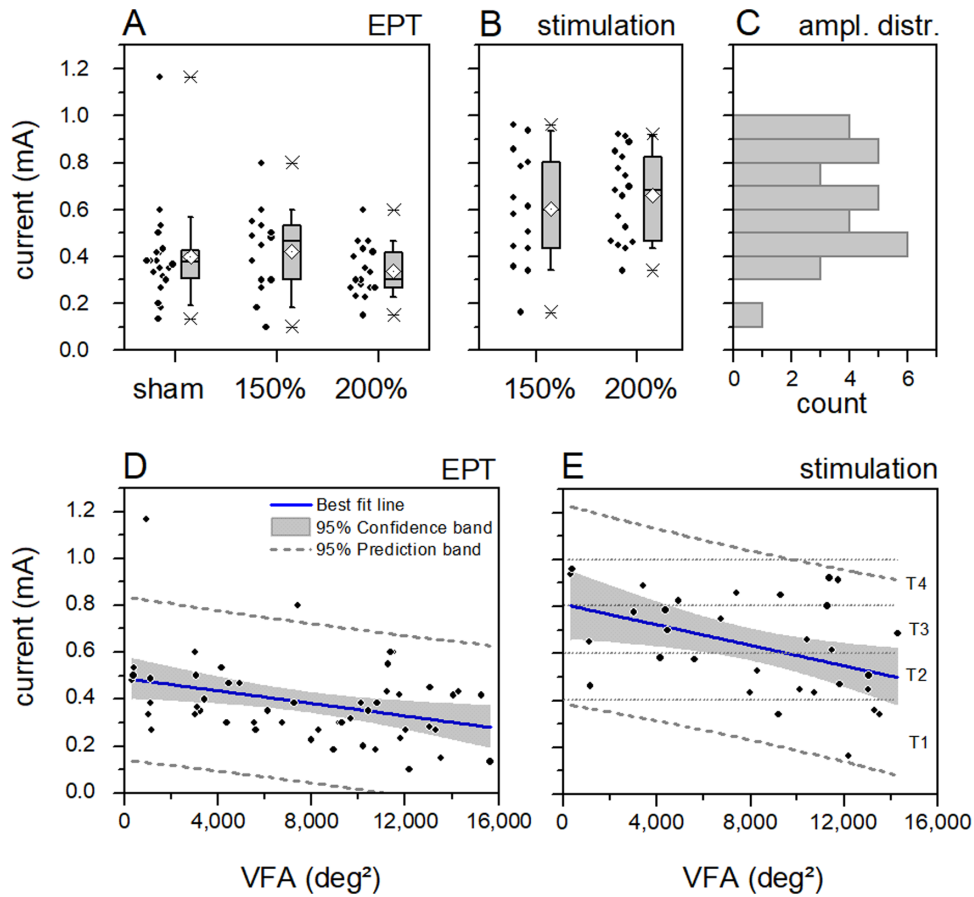 A EPT
B stimulation
C ampl. distr.
current (mA)
1.2
1.0
0.8
0.6
0.4
0.2
0.0
sham 150% 200%
150% 200%
0 2 4 6
count
D EPT
E stimulation
current (mA)
1.2
1.0
0.8
0.6
0.4
0.2
0.0
Best fit line
95% Confidence band
95% Prediction band
T4
T3
T2
T1
0 4,000 8,000 12,000 16,000
0 4,000 8,000 12,000 16,000
VFA (deg²)
VFA (deg²)